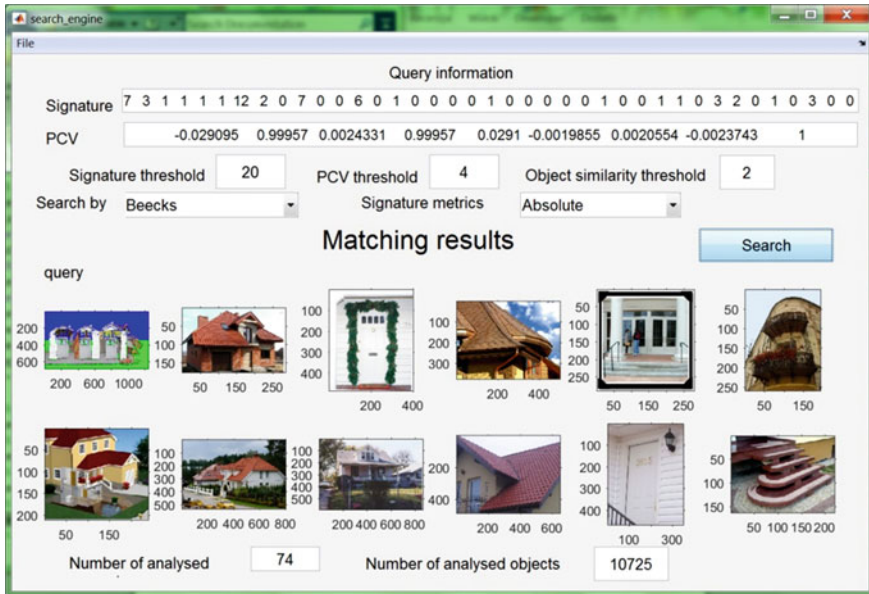 search_engine
File
Query information
Signature 7 3 1 1 1 1 12 2 0 7 0 0 6 0 1 0 0 0 1 0 0 0 0 1 0 0 1 1 0 3 2 0 1 0 3 0 0
PCV -0.029095 0.99957 0.0024331 0.99957 0.0291 -0.0019855 0.0020554 -0.0023743 1
Signature threshold 20 PCV threshold 4 Object similarity threshold 2
Search by Beecks Signature metrics Absolute
Matching results Search
query
200 400 600 200 600 1000
50 100 150 50 150 250
100 200 300 400 200 400
100 200 300 200 400
50 100 150 200 250 50 150 250
50 100 150 200 250 50 150
50 100 150 200 50 150
100 200 300 400 500 200 400 600 800
100 200 300 400 500 200 400 600 800
200 400 200 400 600
100 200 300 400 100 300
50 100 150 50 100 150 200
Number of analysed 74 Number of analysed objects 10725